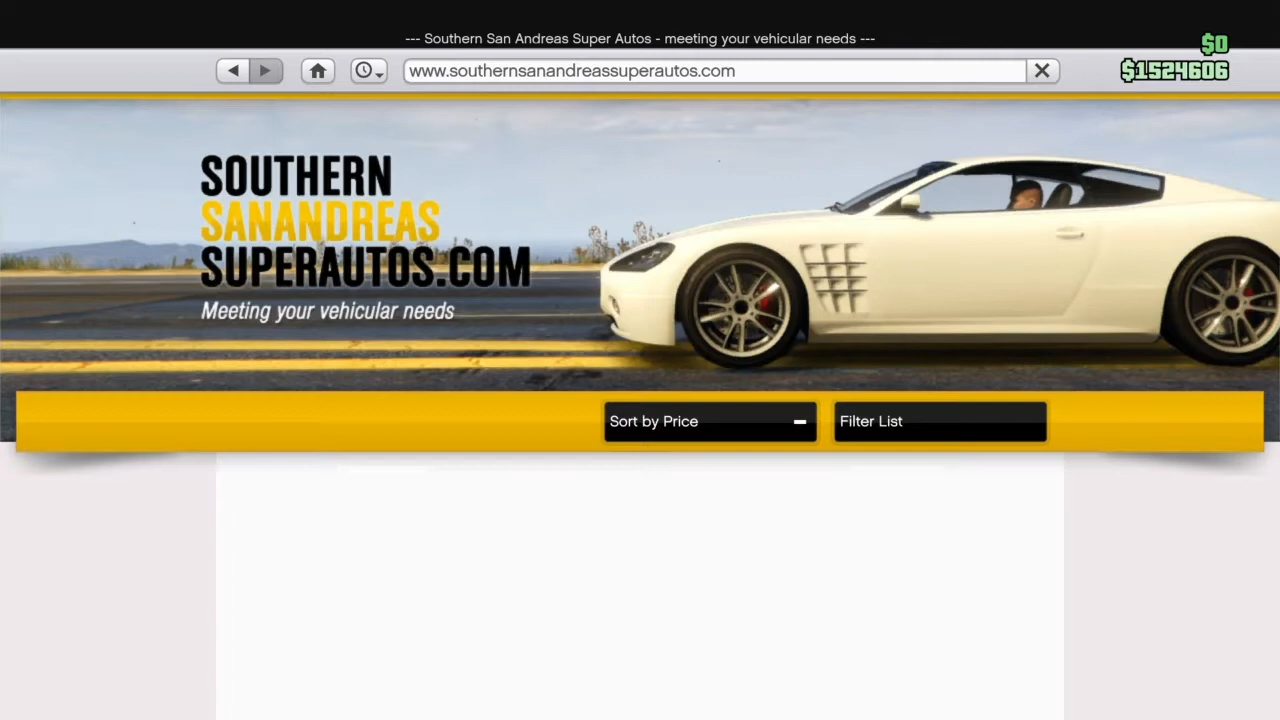 --- Southern San Andreas Super Autos - meeting your vehicular needs ---
$0
www.southernsanandreassuperautos.com
$1524606
SOUTHERN
SANANDREAS
SUPERAUTOS.COM
Meeting your vehicular needs
Sort by Price
Filter List